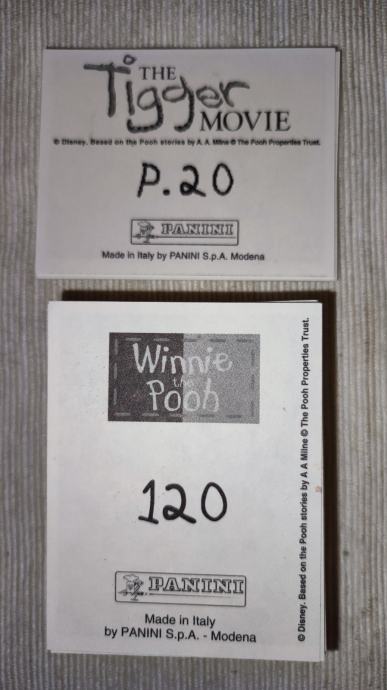 THE
Tigger
MOVIE
© Disney. Based on the Pooh stories by A. A. Milne © The Pooh Properties Trust.
P.20
PANINI
Made in Italy by PANINI S.p.A. Modena
Winnie
the
Pooh
120
PANINI
Made in Italy
by PANINI S.p.A. - Modena
© Disney. Based on the Pooh stories by A A Milne © The Pooh Properties Trust.